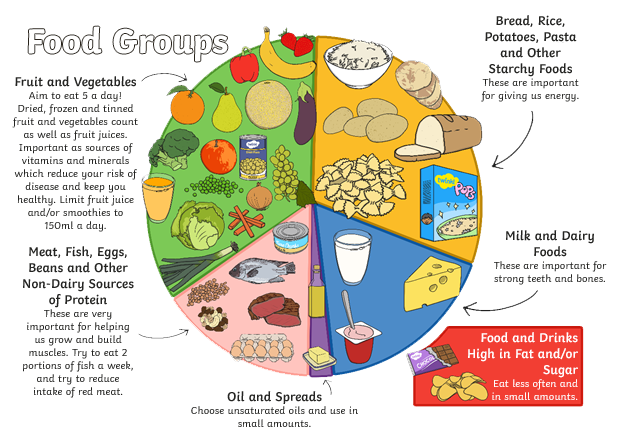 Food Groups
Fruit and Vegetables
Aim to eat 5 a day!
Dried, frozen and tinned
fruit and vegetables count
as well as fruit juices.
Important as sources of
vitamins and minerals
which reduce your risk of
disease and keep you
healthy. Limit fruit juice
and/or smoothies to
150ml a day.
Bread, Rice,
Potatoes, Pasta
and Other
Starchy Foods
These are important
for giving us energy.
twinkl
POPS
Milk and Dairy
Foods
These are important for
strong teeth and bones.
Meat, Fish, Eggs,
Beans and Other
Non-Dairy Sources
of Protein
These are very
important for helping
us grow and build
muscles. Try to eat 2
portions of fish a week,
and try to reduce
intake of red meat.
Food and Drinks
High in Fat and/or
Sugar
Eat less often and
in small amounts.
CHOC
Oil and Spreads
Choose unsaturated oils and use in
small amounts.